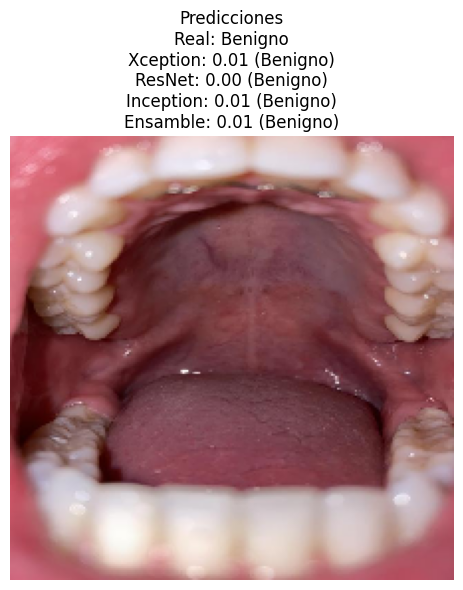 Predicciones
Real: Benigno
Xception: 0.01 (Benigno)
ResNet: 0.00 (Benigno)
Inception: 0.01 (Benigno)
Ensamble: 0.01 (Benigno)